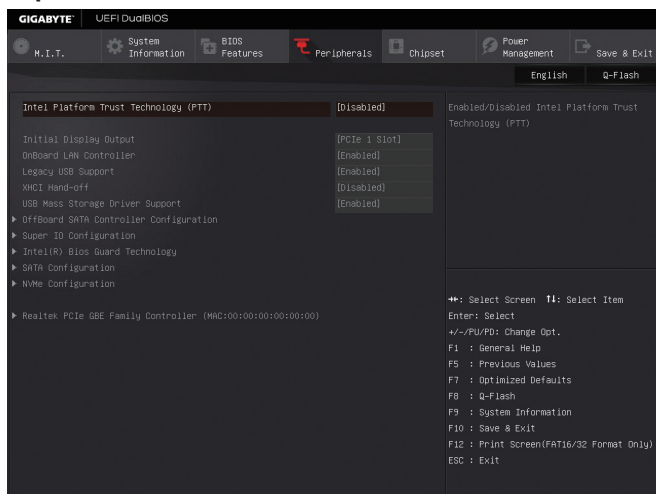 GIGABYTE™ UEFI DualBIOS
M.I.T.
System Information
BIOS Features
Peripherals
Chipset
Power Management
Save & Exit
English Q-Flash
Intel Platform Trust Technology (PTT) [Disabled]
Initial Display Output [PCIe 1 Slot]
OnBoard LAN Controller [Enabled]
Legacy USB Support [Enabled]
XHCI Hand-off [Disabled]
USB Mass Storage Driver Support [Enabled]
OffBoard SATA Controller Configuration
Super IO Configuration
Intel(R) Bios Guard Technology
SATA Configuration
NVMe Configuration
Realtek PCIe GBE Family Controller (MAC:00:00:00:00:00:00)
Enabled/Disabled Intel Platform Trust
Technology (PTT)
→←: Select Screen ↑↓: Select Item
Enter: Select
+/-/PU/PD: Change Opt.
F1 : General Help
F5 : Previous Values
F7 : Optimized Defaults
F8 : Q-Flash
F9 : System Information
F10 : Save & Exit
F12 : Print Screen(FAT16/32 Format Only)
ESC : Exit